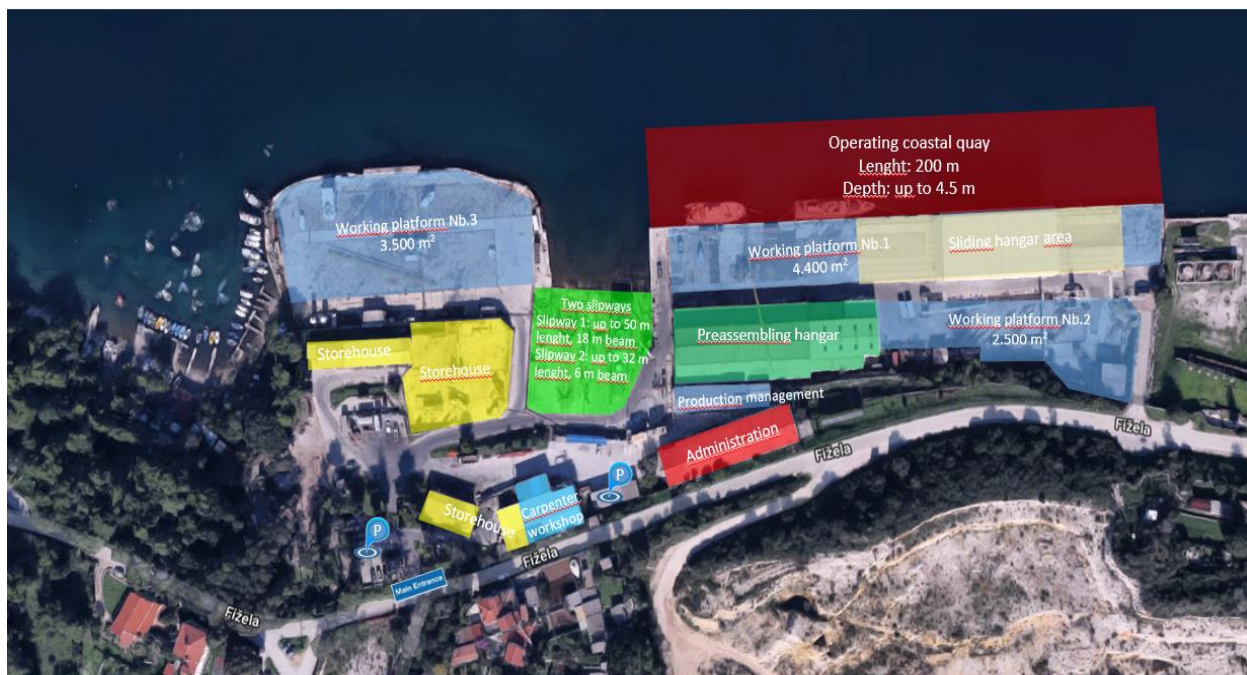 Operating coastal quay
Lenght: 200 m
Depth: up to 4.5 m
Working platform Nb.3
3.500 m²
Working platform Nb.1
4.400 m²
Sliding hangar area
Two slipways
Slipway 1: up to 50 m
lenght, 18 m beam
Slipway 2: up to 32 m
lenght, 6 m beam
Preassembling hangar
Working platform Nb.2
2.500 m²
Storehouse
Storehouse
Production management
Administration
Fižela
Fižela
P
Storehouse
Carpenter
workshop
P
Fižela
Main Entrance
Fižela